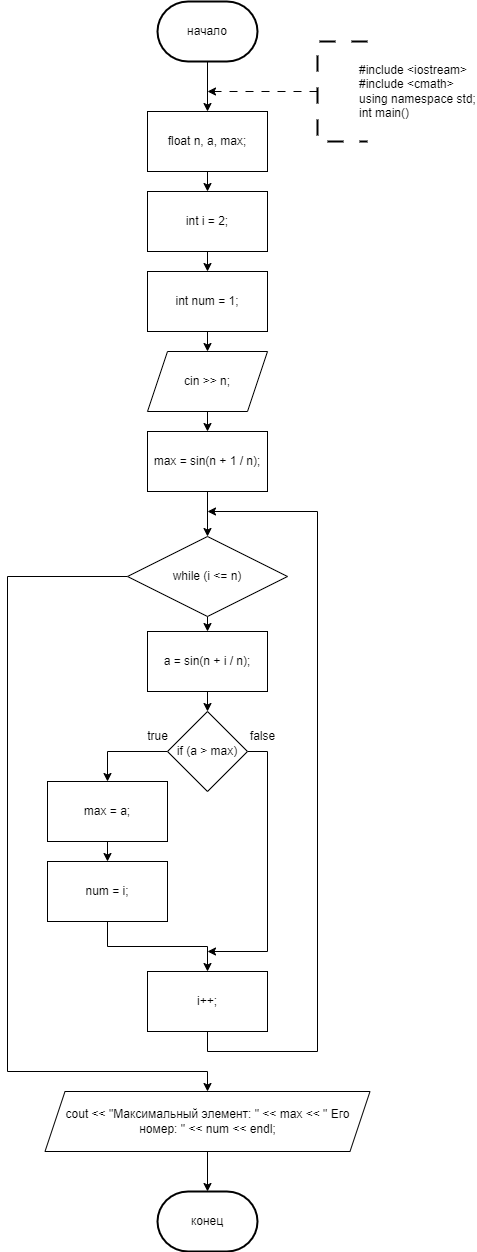 начало
#include <iostream>
#include <cmath>
using namespace std;
int main()
float n, a, max;
int i = 2;
int num = 1;
cin >> n;
max = sin(n + 1 / n);
while (i <= n)
a = sin(n + i / n);
true
false
if (a > max)
max = a;
num = i;
i++;
cout << "Максимальный элемент: " << max << " Его
номер: " << num << endl;
конец